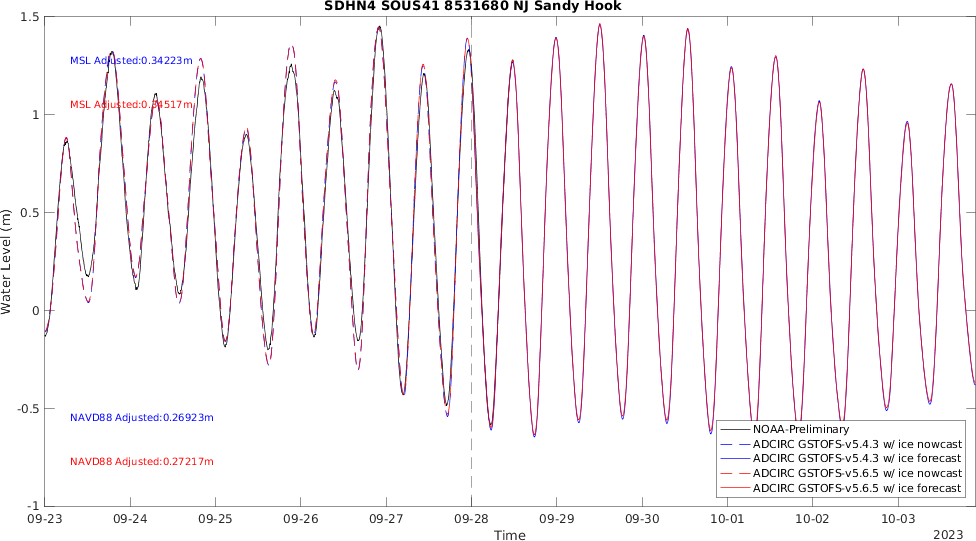 SDHN4 SOUS41 8531680 NJ Sandy Hook
1.5
1
0.5
0
-0.5
-1
Water Level (m)
MSL Adjusted:0.34223m
MSL Adjusted:0.34517m
NAVD88 Adjusted:0.26923m
NAVD88 Adjusted:0.27217m
NOAA-Preliminary
ADCIRC GSTOFS-v5.4.3 w/ ice nowcast
ADCIRC GSTOFS-v5.4.3 w/ ice forecast
ADCIRC GSTOFS-v5.6.5 w/ ice nowcast
ADCIRC GSTOFS-v5.6.5 w/ ice forecast
09-23 09-24 09-25 09-26 09-27 09-28 09-29 09-30 10-01 10-02 10-03
Time
2023